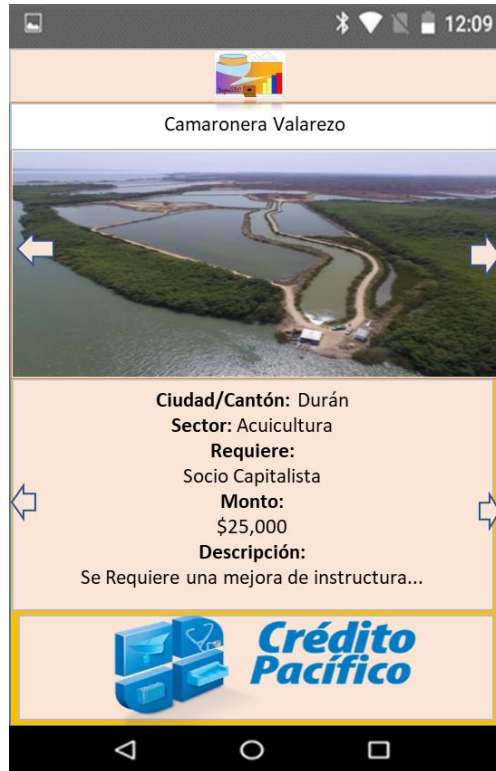 12:09
Camaronera Valarezo
Ciudad/Cantón: Durán
Sector: Acuicultura
Requiere:
Socio Capitalista
Monto:
$25,000
Descripción:
Se Requiere una mejora de instructura...
Crédito
Pacífico